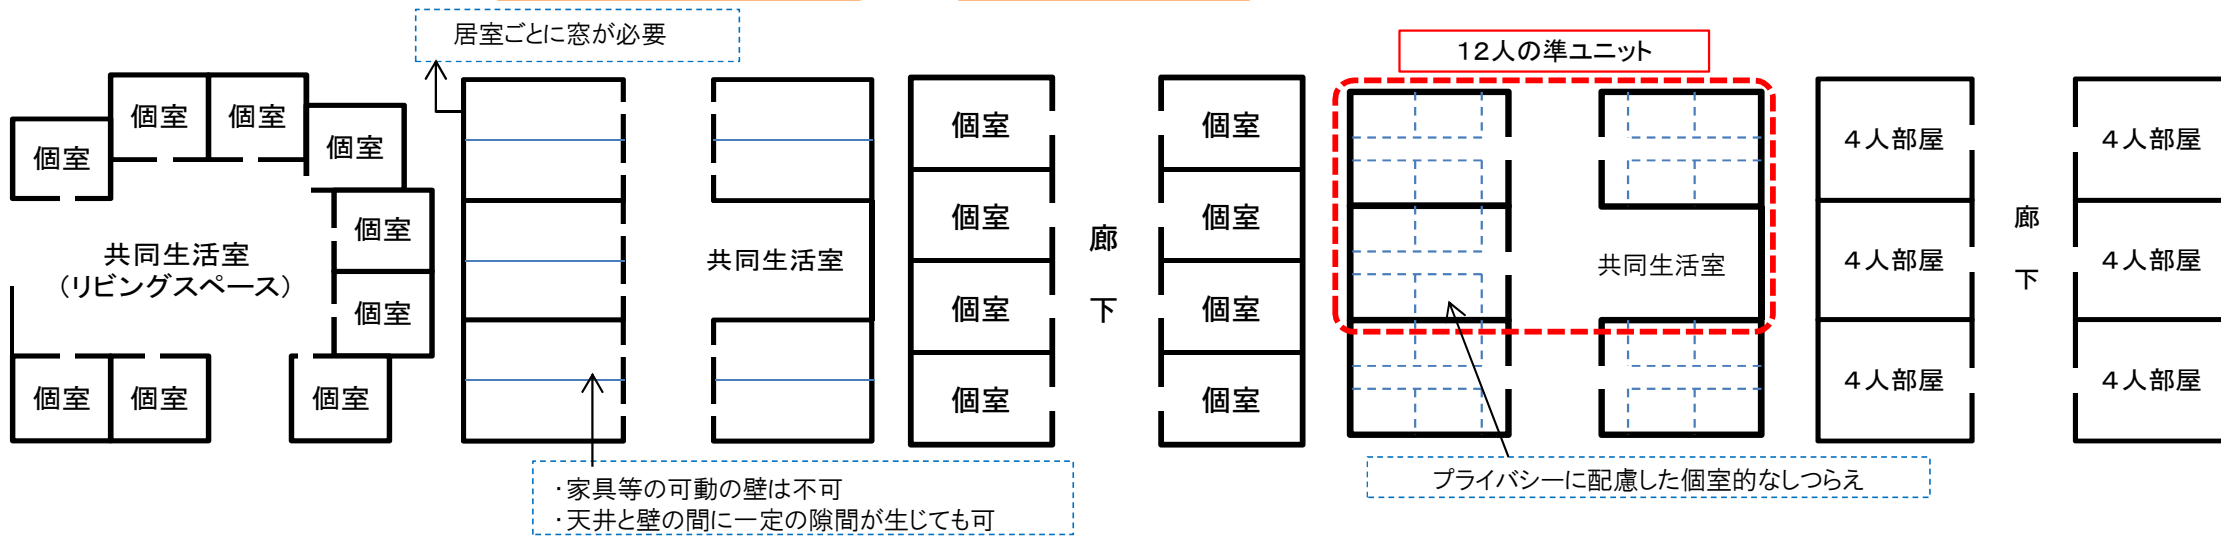 居室ごとに窓が必要
個室
個室
個室
個室
個室
個室
共同生活室
（リビングスペース）
個室
個室
個室
共同生活室
・家具等の可動の壁は不可
・天井と壁の間に一定の隙間が生じても可
個室
個室
個室
個室
廊
下
個室
個室
個室
個室
12人の準ユニット
共同生活室
プライバシーに配慮した個室的なしつらえ
４人部屋
４人部屋
４人部屋
廊
下
４人部屋
４人部屋
４人部屋